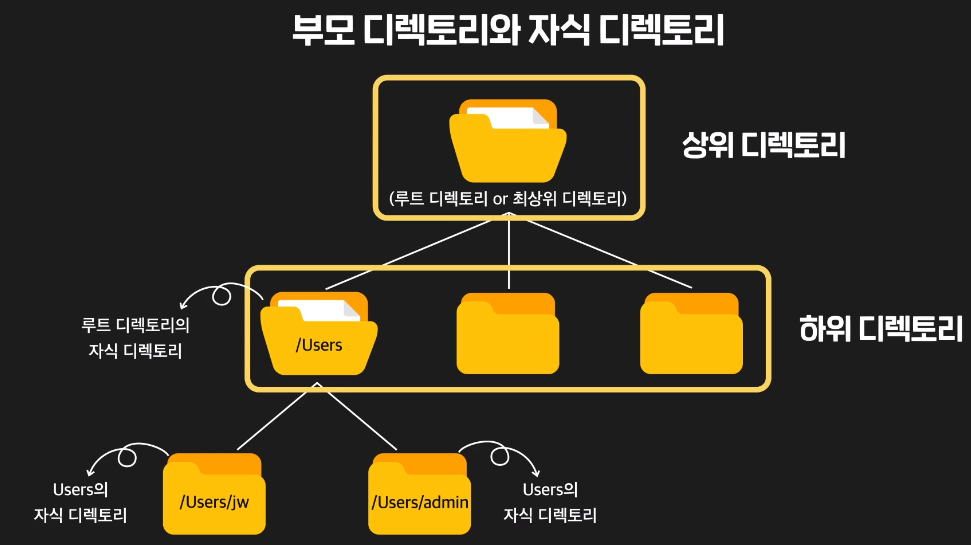 부모 디렉토리와 자식 디렉토리
상위 디렉토리
(루트 디렉토리 or 최상위 디렉토리)
루트 디렉토리의
자식 디렉토리
/Users
하위 디렉토리
Users의
자식 디렉토리
/Users/jw
/Users/admin
Users의
자식 디렉토리